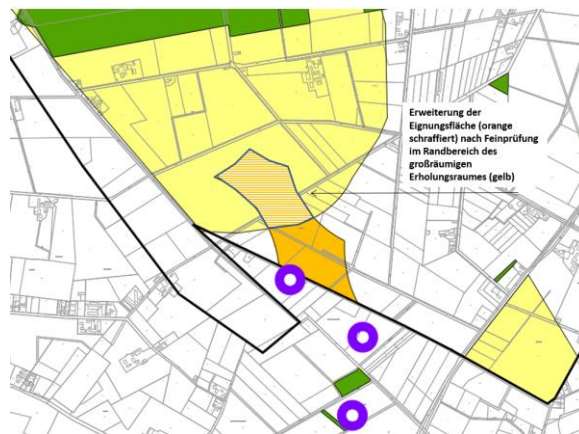 Erweiterung der
Eignungsfläche (orange
schraffiert) nach Feinprüfung
im Randbereich des
großräumigen
Erholungsraumes (gelb)